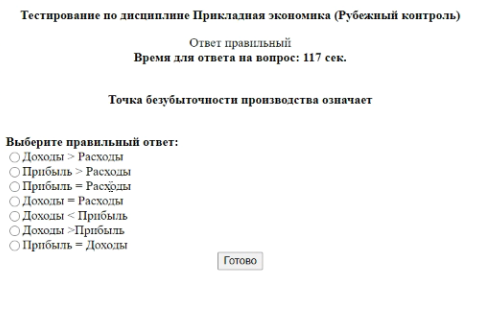 Тестирование по дисциплине Прикладная экономика (Рубежный контроль)
Ответ правильный
Время для ответа на вопрос: 117 сек.
Точка безубыточности производства означает
Выберите правильный ответ:
Доходы > Расходы
Прибыль > Расходы
Прибыль = Расходы
Доходы = Расходы
Доходы < Прибыль
Доходы >Прибыль
Прибыль = Доходы
Готово